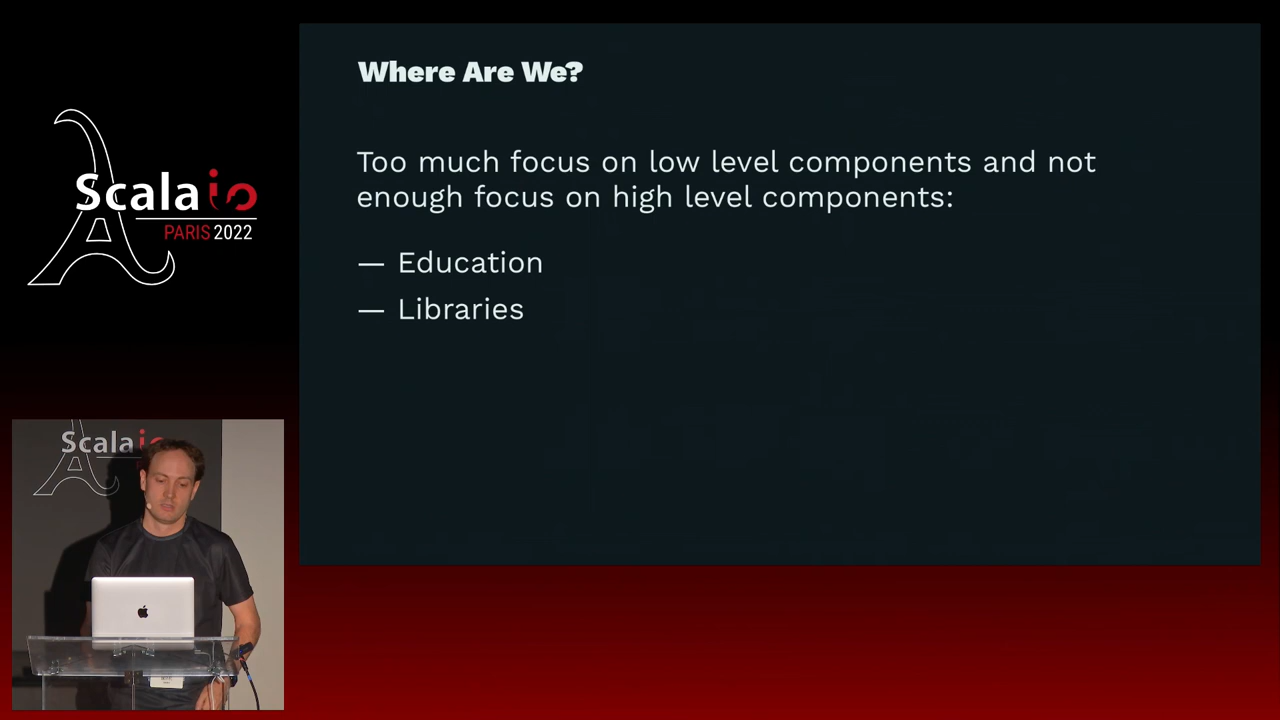 Where Are We?
Too much focus on low level components and not
enough focus on high level components:
— Education
— Libraries
Scala io
PARIS 2022
Scala io